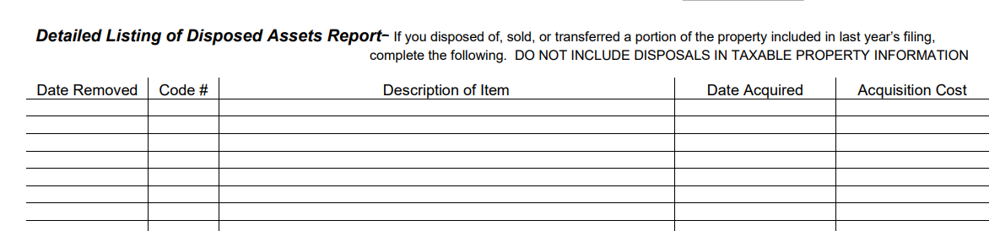 Detailed Listing of Disposed Assets Report– If you disposed of, sold, or transferred a portion of the property included in last year’s filing,
complete the following.  DO NOT INCLUDE DISPOSALS IN TAXABLE PROPERTY INFORMATION
Date Removed Code # Description of Item Date Acquired Acquisition Cost